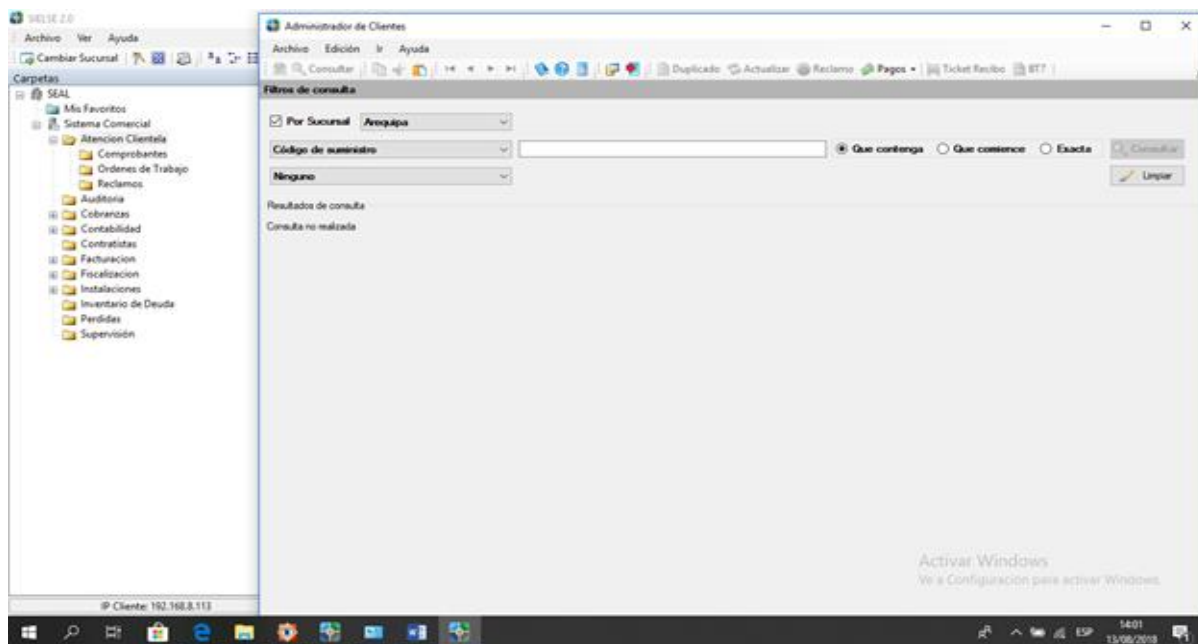 SIELSE 2.0
Archivo Ver Ayuda
Cambiar Sucursal
Carpetas
SEAL
Mis Favoritos
Sistema Comercial
Atencion Clientela
Comprobantes
Ordenes de Trabajo
Reclamos
Auditoria
Cobranzas
Contabilidad
Contratistas
Facturacion
Fiscalizacion
Instalaciones
Inventario de Deuda
Perdidas
Supervisión
IP Cliente: 192.168.8.113
Administrador de Clientes
Archivo Edición Ir Ayuda
Consultar Duplicado Actualizar Reclamo Pagos Ticket Recibo BT7
Filtros de consulta
Por Sucursal Arequipa
Código de suministro Que contenga Que comience Exacta Consultar
Ninguno Limpiar
Resultados de consulta
Consulta no realizada
Activar Windows
Ve a Configuración para activar Windows.
ESP 14:01
13/08/2018